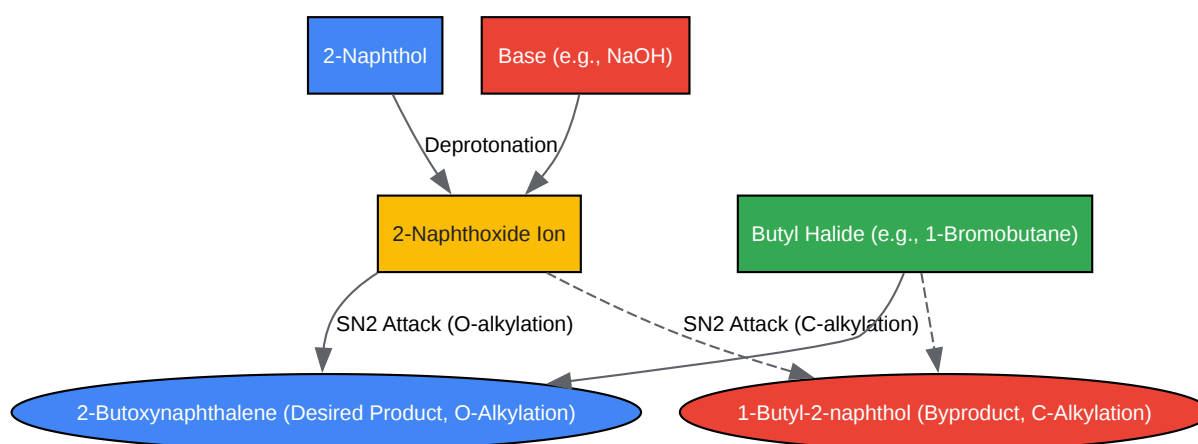 2-Naphthol
Base (e.g., NaOH)
Deprotonation
2-Naphthoxide Ion
Butyl Halide (e.g., 1-Bromobutane)
SN2 Attack (O-alkylation)
SN2 Attack (C-alkylation)
2-Butoxynaphthalene (Desired Product, O-Alkylation)
1-Butyl-2-naphthol (Byproduct, C-Alkylation)